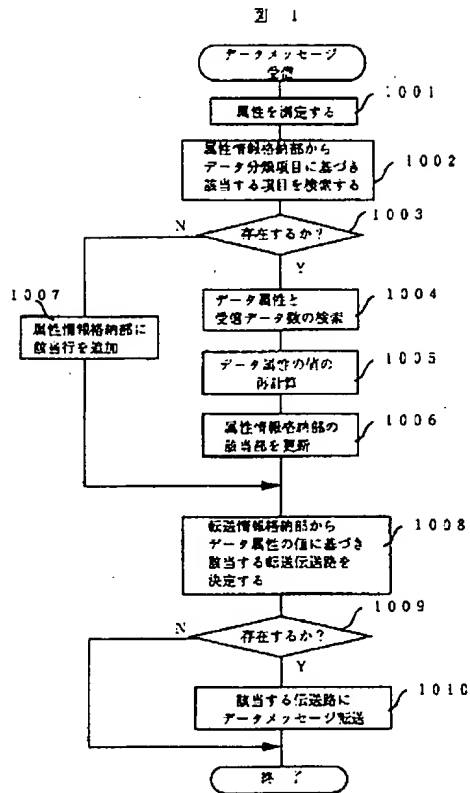 図 1
データメッセージ
受信
属性を測定する
1001
属性情報格納部から
データ分類項目に基づき
該当する項目を検索する
1002
存在するか?
1003
N
Y
データ属性と
受信データ数の検索
1004
1007
属性情報格納部に
該当行を追加
データ属性の値の
再計算
1005
属性情報格納部の
該当部を更新
1006
転送情報格納部から
データ属性の値に基づき
該当する転送伝送路を
決定する
1008
存在するか?
1009
N
Y
該当する伝送路に
データメッセージ転送
1010
終了